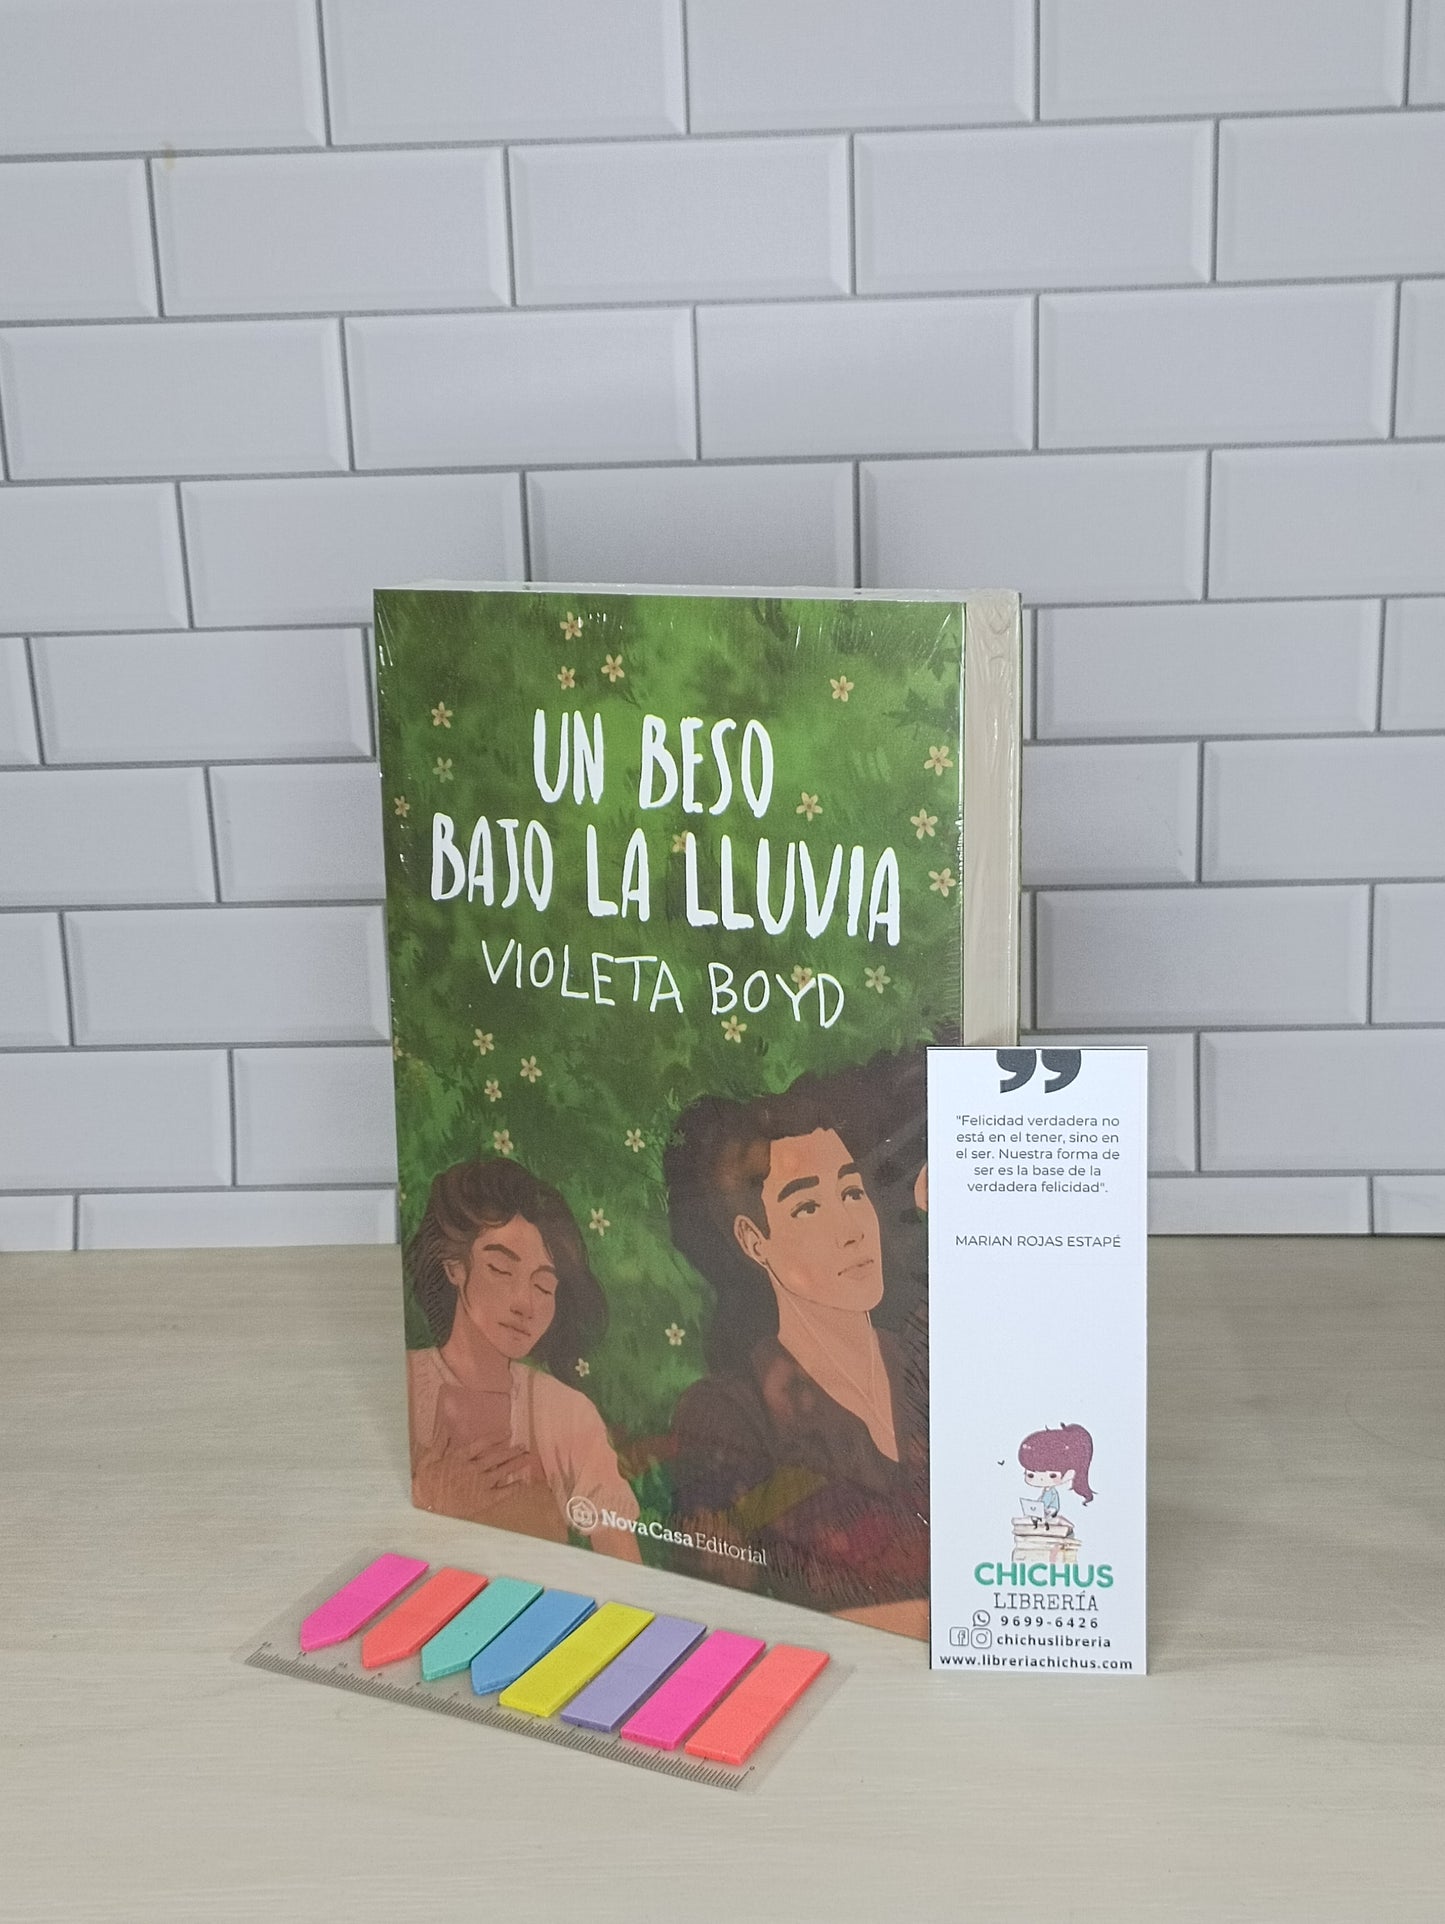 UN BESO
BAJO LA LLUVIA
VIOLETA BOYD
NovaCasaEditorial
"Felicidad verdadera no
está en el tener, sino en
el ser. Nuestra forma de
ser es la base de la
verdadera felicidad".
MARIAN ROJAS ESTAPÉ
CHICHUS
LIBRERÍA
9699-6426
chichuslibreria
www.libreriachichus.com